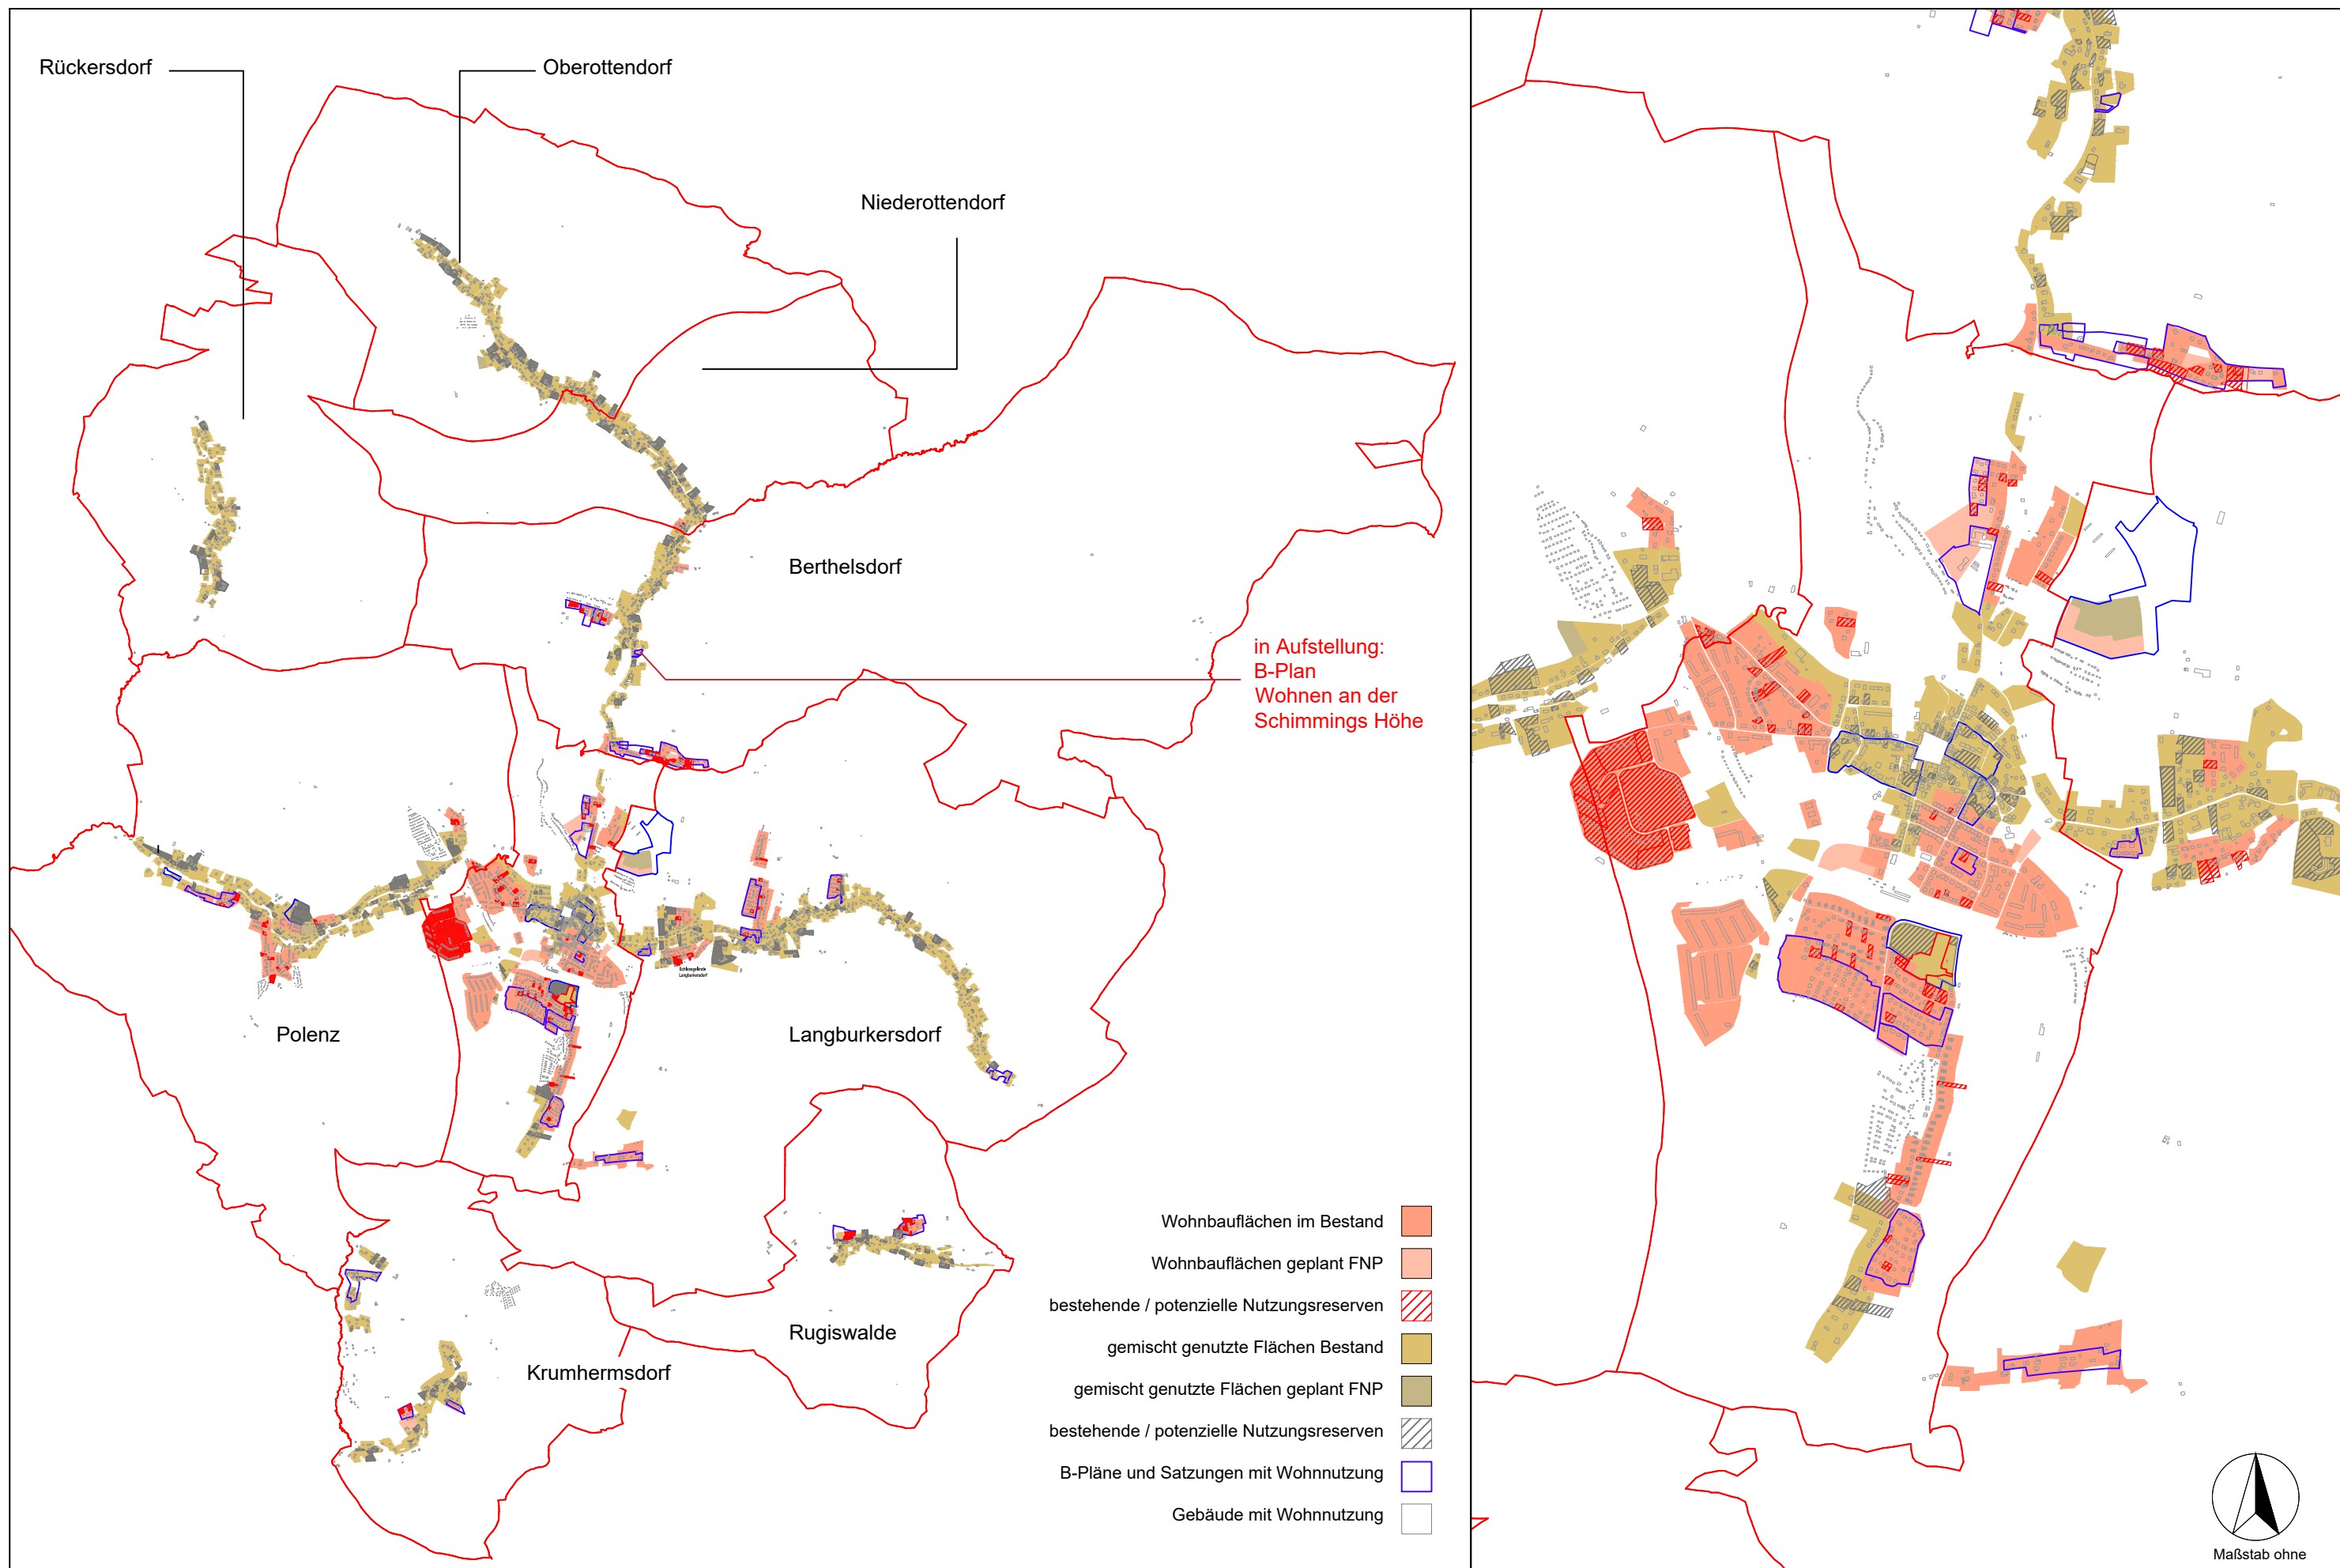 Rückersdorf
Oberottendorf
Niederottendorf
Berthelsdorf
in Aufstellung:
B-Plan
Wohnen an der
Schimmings Höhe
Polenz
Langburkersdorf
Rugiswalde
Krumhermsdorf
Wohnbauflächen im Bestand
Wohnbauflächen geplant FNP
bestehende / potenzielle Nutzungsreserven
gemischt genutzte Flächen Bestand
gemischt genutzte Flächen geplant FNP
bestehende / potenzielle Nutzungsreserven
B-Pläne und Satzungen mit Wohnnutzung
Gebäude mit Wohnnutzung
Maßstab ohne